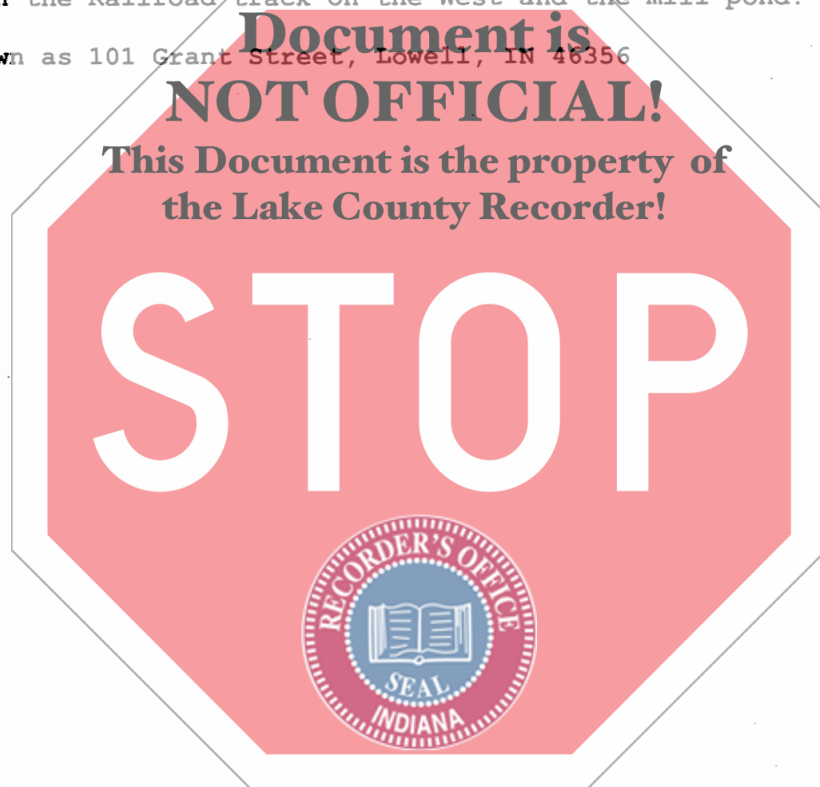 the Railroad track on the West and the mill pond.
wn as 101 Grant Street, Lowell, IN 46356
Document is
NOT OFFICIAL!
This Document is the property of
the Lake County Recorder!
STOP
RECORDER'S OFFICE
SEAL
INDIANA